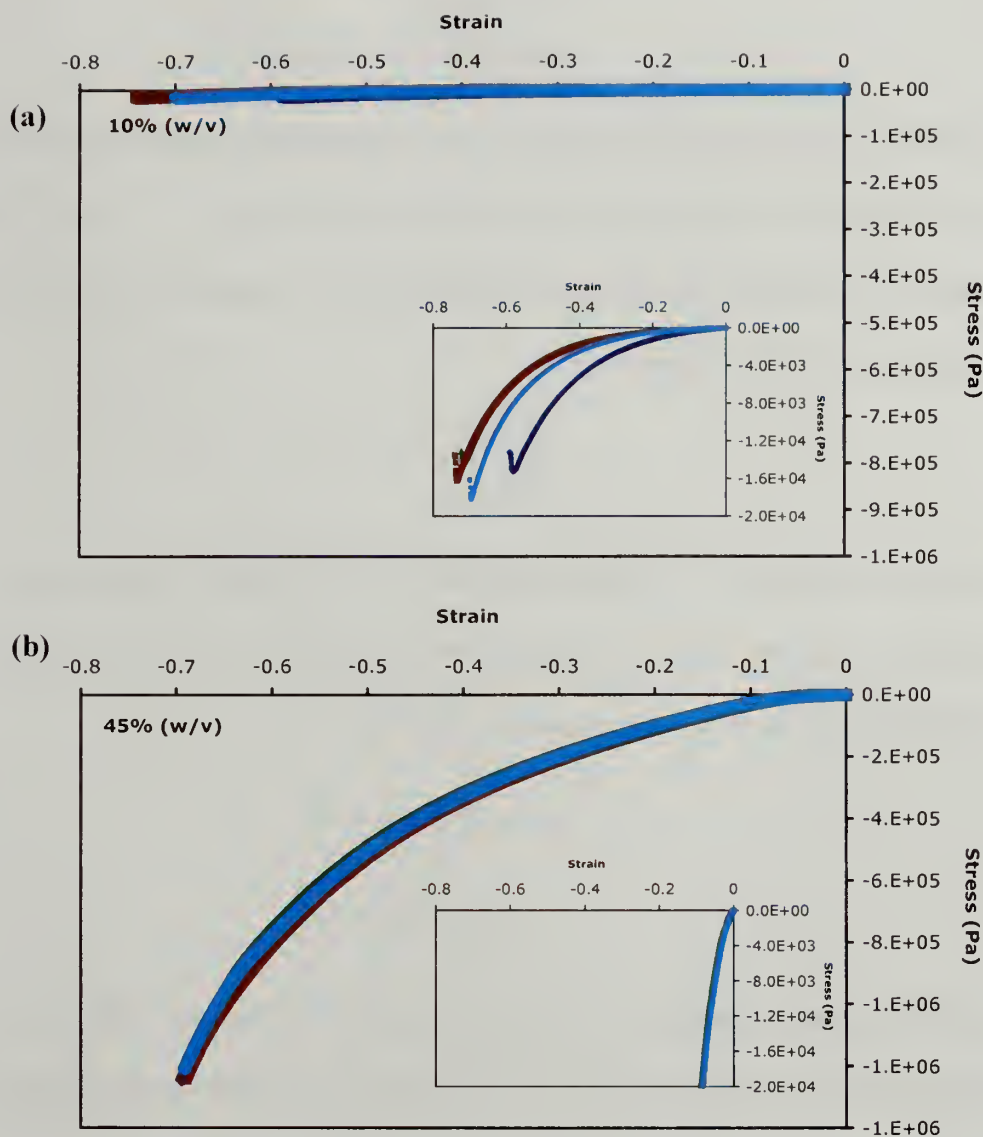 Strain
-0.8 -0.7 -0.6 -0.5 -0.4 -0.3 -0.2 -0.1 0
(a)
10% (w/v)
0.E+00
-1.E+05
-2.E+05
-3.E+05
-4.E+05
-5.E+05
-6.E+05
-7.E+05
-8.E+05
-9.E+05
-1.E+06
Stress (Pa)
Strain
-0.8 -0.6 -0.4 -0.2 0
0.0E+00
-4.0E+03
-8.0E+03
-1.2E+04
-1.6E+04
-2.0E+04
Stress (Pa)
Strain
(b)
-0.8 -0.7 -0.6 -0.5 -0.4 -0.3 -0.2 -0.1 0
45% (w/v)
0.E+00
-2.E+05
-4.E+05
-6.E+05
-8.E+05
-1.E+06
-1.E+06
-1.E+06
Stress (Pa)
Strain
-0.8 -0.6 -0.4 -0.2 0
0.0E+00
-4.0E+03
-8.0E+03
-1.2E+04
-1.6E+04
-2.0E+04
Stress (Pa)